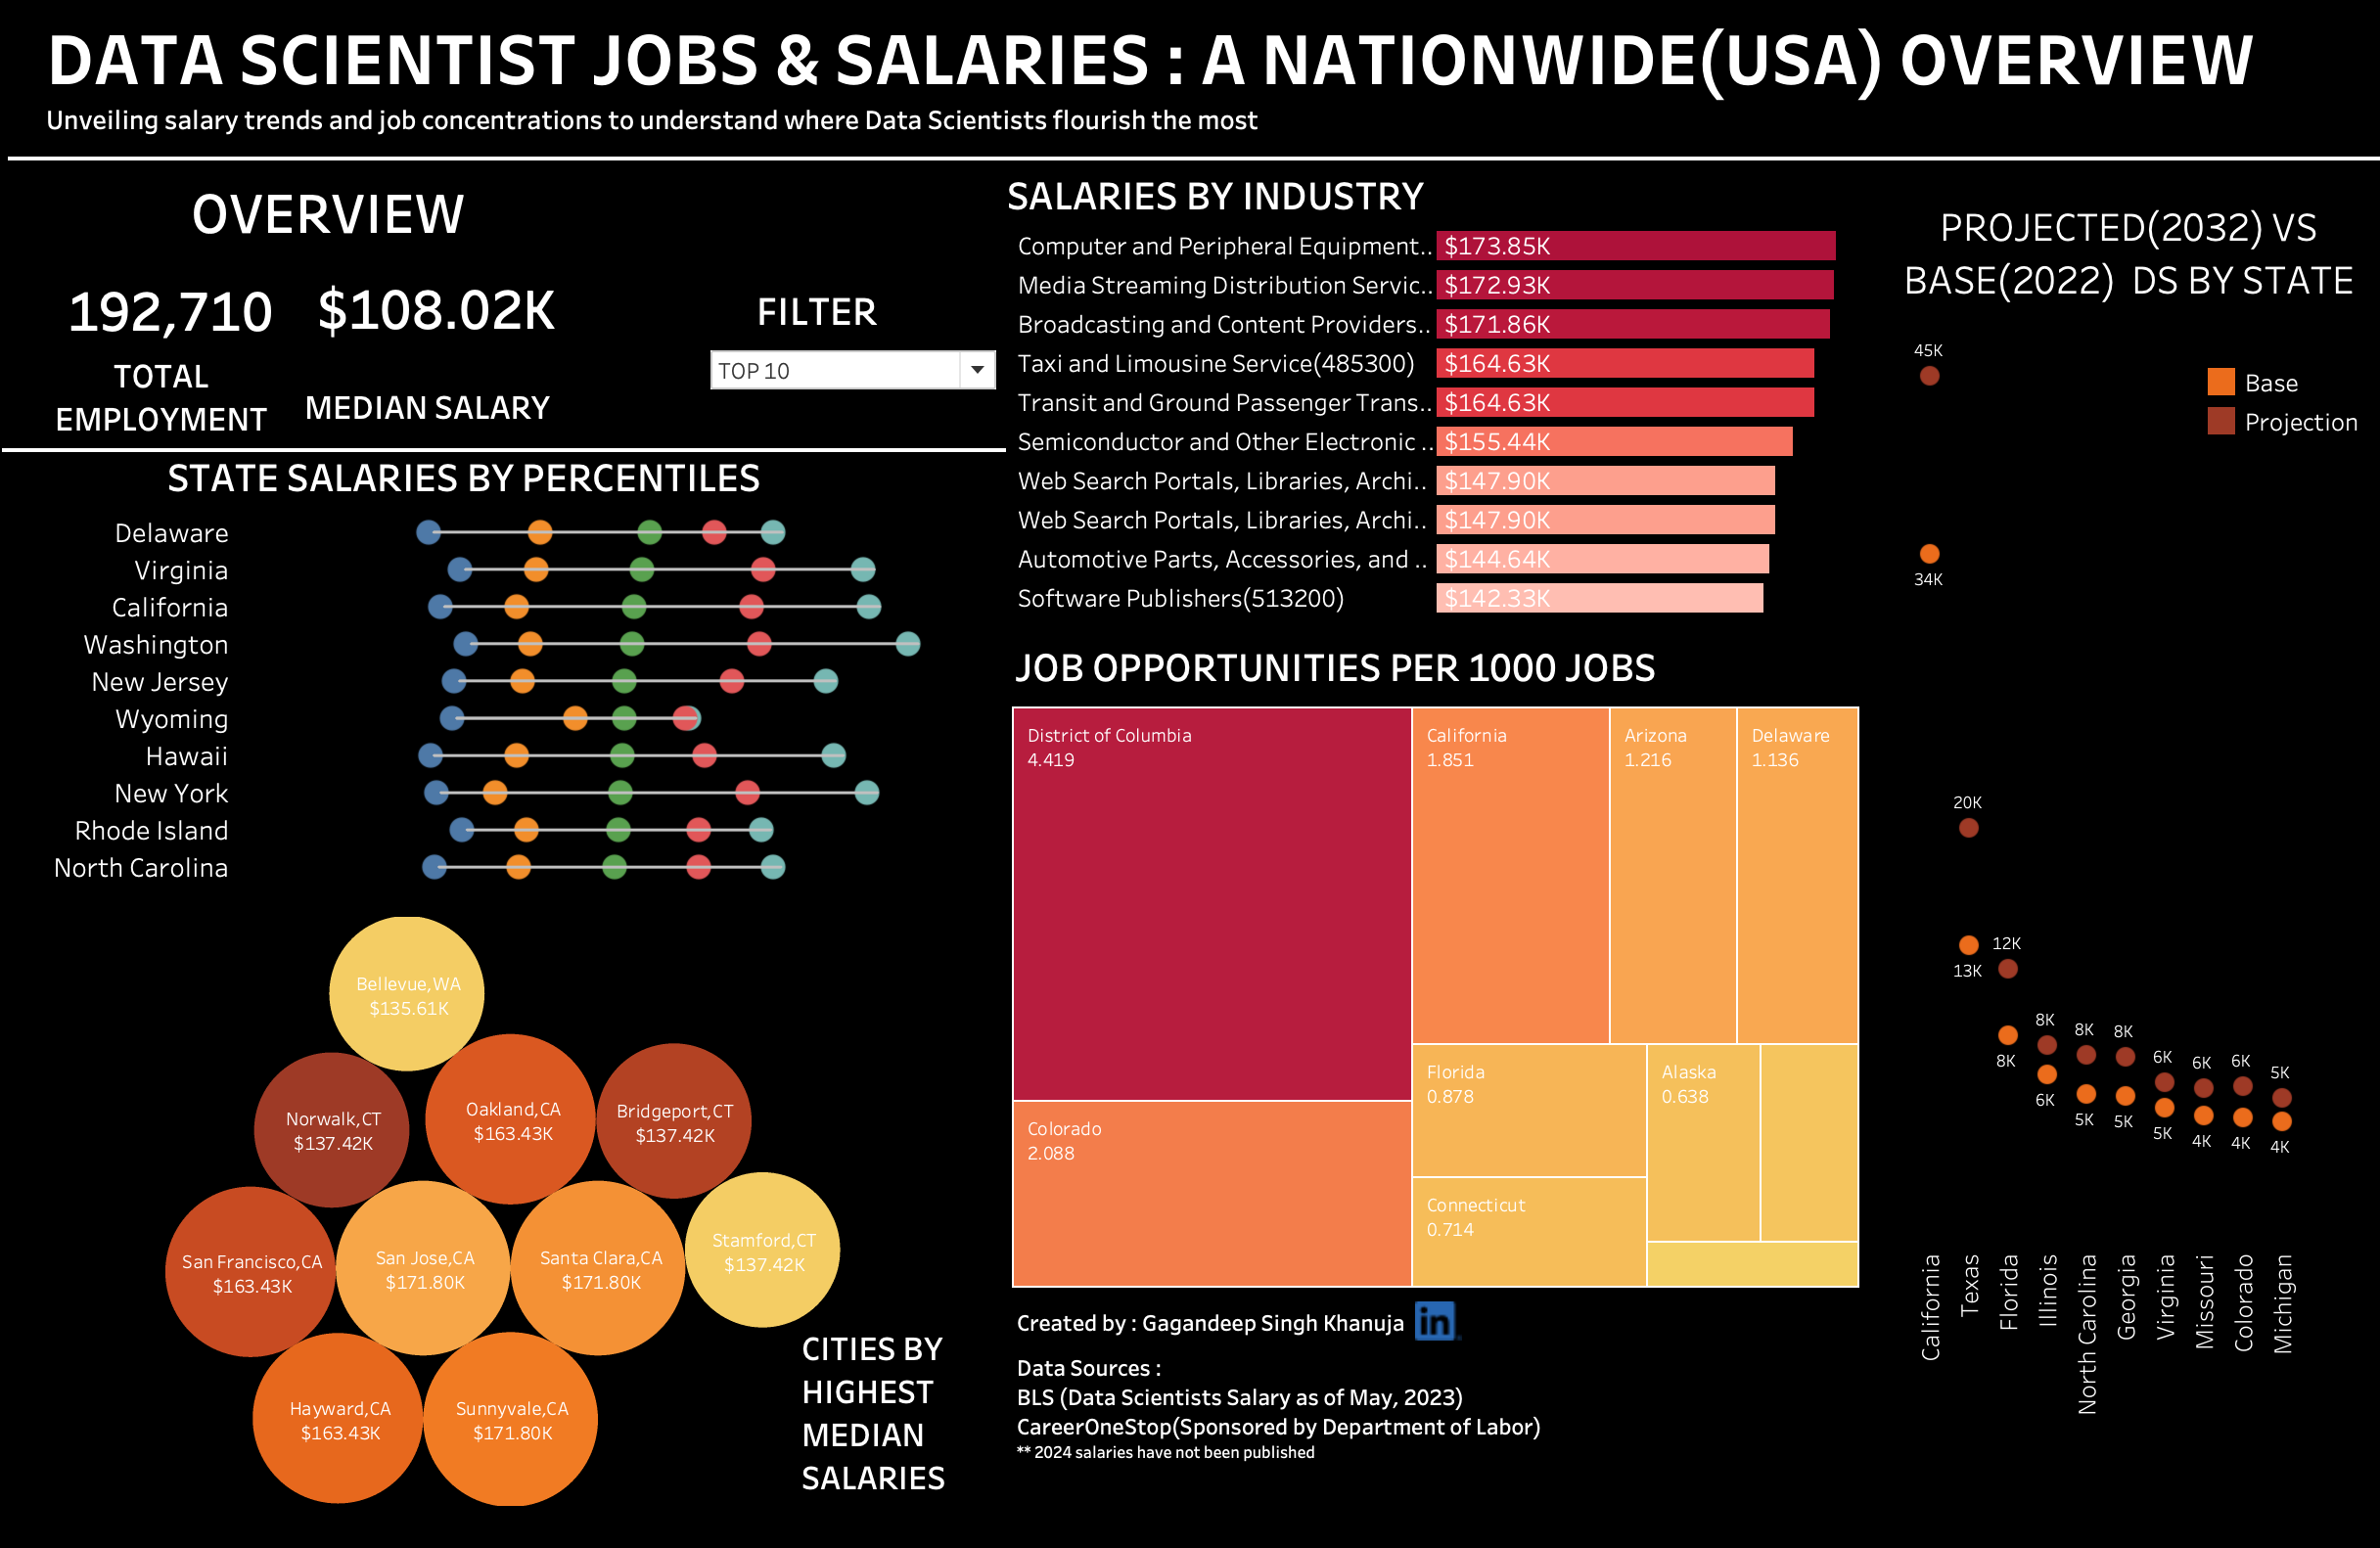 DATA SCIENTIST JOBS & SALARIES : A NATIONWIDE(USA) OVERVIEW
Unveiling salary trends and job concentrations to understand where Data Scientists flourish the most
OVERVIEW
192,710
TOTAL
EMPLOYMENT
$108.02K
MEDIAN SALARY
FILTER
TOP 10
STATE SALARIES BY PERCENTILES
Delaware
Virginia
California
Washington
New Jersey
Wyoming
Hawaii
New York
Rhode Island
North Carolina
Bellevue,WA
$135.61K
Norwalk,CT
$137.42K
Oakland,CA
$163.43K
Bridgeport,CT
$137.42K
San Francisco,CA
$163.43K
San Jose,CA
$171.80K
Santa Clara,CA
$171.80K
Stamford,CT
$137.42K
Hayward,CA
$163.43K
Sunnyvale,CA
$171.80K
CITIES BY
HIGHEST
MEDIAN
SALARIES
SALARIES BY INDUSTRY
Computer and Peripheral Equipment.. $173.85K
Media Streaming Distribution Servic.. $172.93K
Broadcasting and Content Providers.. $171.86K
Taxi and Limousine Service(485300) $164.63K
Transit and Ground Passenger Trans.. $164.63K
Semiconductor and Other Electronic .. $155.44K
Web Search Portals, Libraries, Archi.. $147.90K
Web Search Portals, Libraries, Archi.. $147.90K
Automotive Parts, Accessories, and .. $144.64K
Software Publishers(513200) $142.33K
JOB OPPORTUNITIES PER 1000 JOBS
District of Columbia
4.419
Colorado
2.088
California
1.851
Arizona
1.216
Delaware
1.136
Florida
0.878
Connecticut
0.714
Alaska
0.638
Created by : Gagandeep Singh Khanuja in
Data Sources :
BLS (Data Scientists Salary as of May, 2023)
CareerOneStop(Sponsored by Department of Labor)
** 2024 salaries have not been published
PROJECTED(2032) VS
BASE(2022) DS BY STATE
Base
Projection
45K
34K
20K
13K
12K
8K
8K
6K
8K
5K
8K
5K
6K
5K
6K
4K
6K
4K
5K
4K
California
Texas
Florida
Illinois
North Carolina
Georgia
Virginia
Missouri
Colorado
Michigan